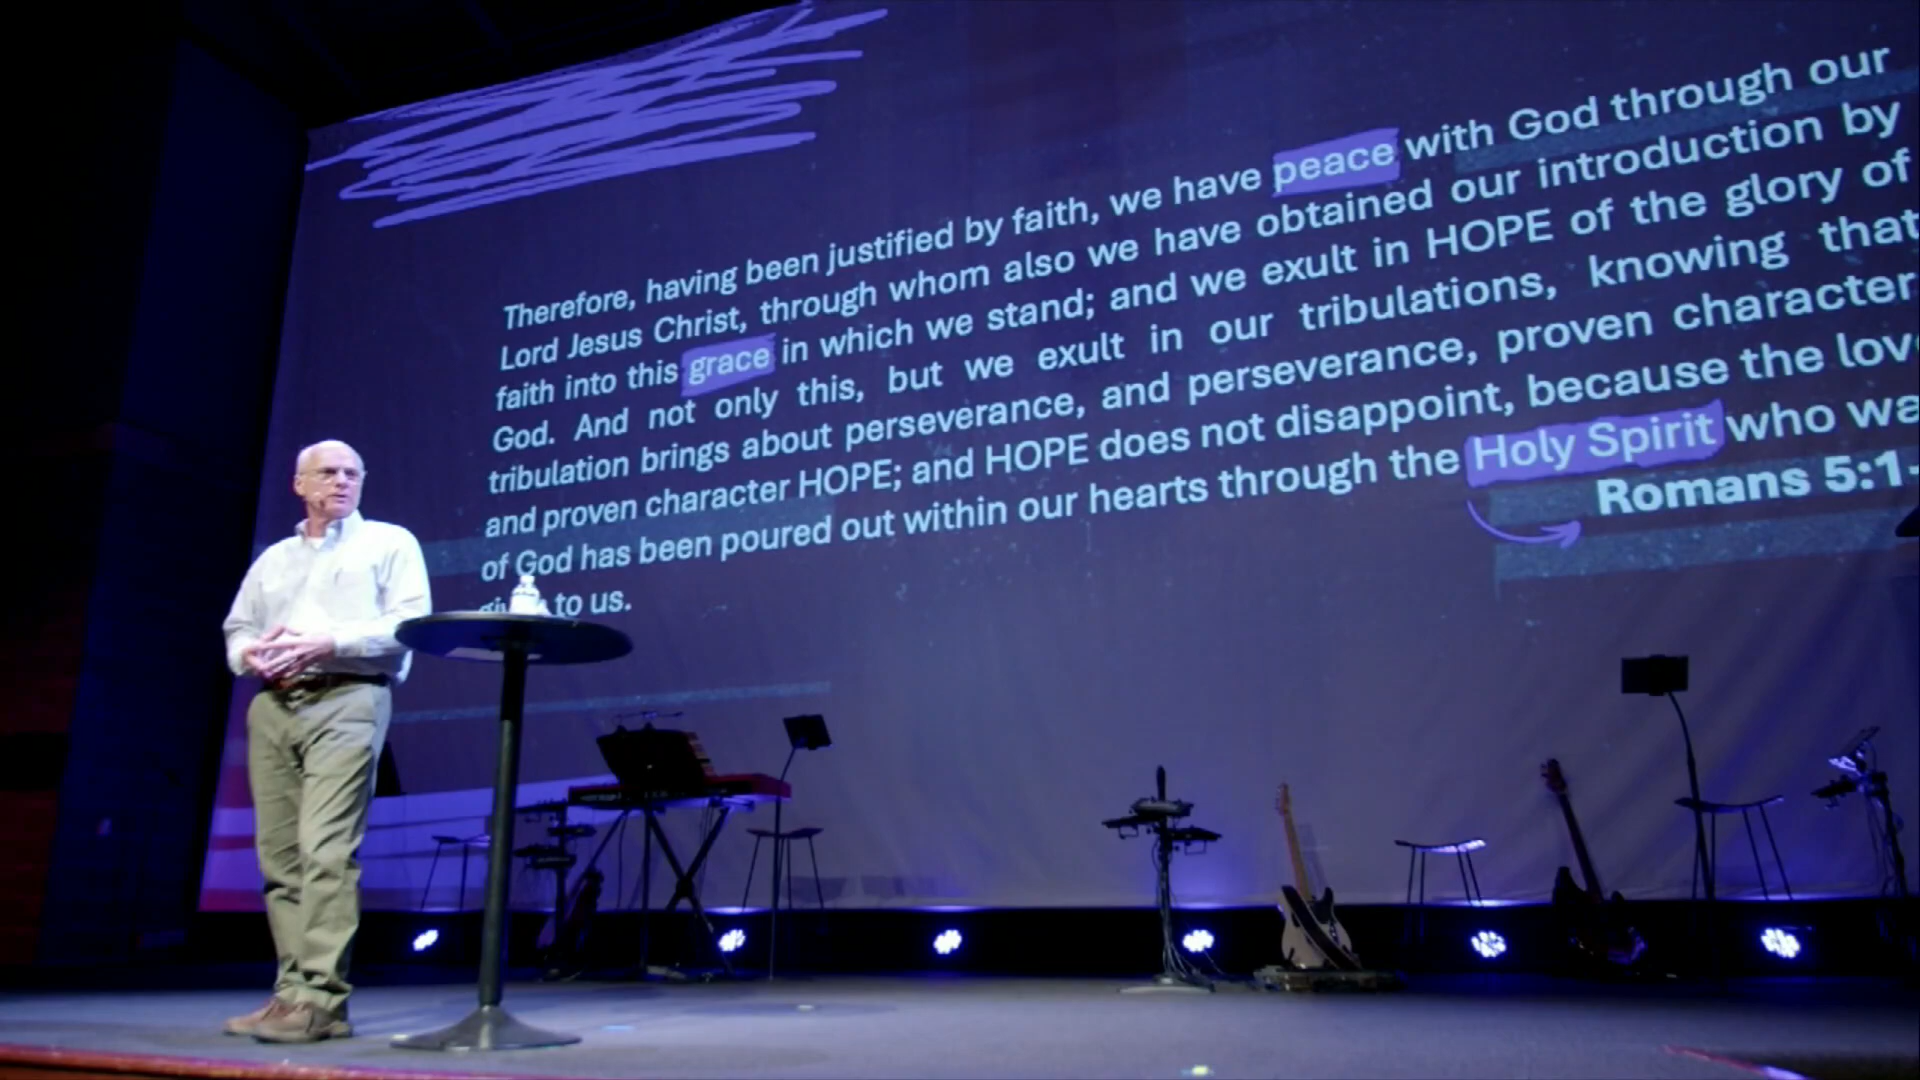 Therefore, having been justified by faith, we have peace with God through our
Lord Jesus Christ, through whom also we have obtained our introduction by
faith into this grace in which we stand; and we exult in HOPE of the glory of
God. And not only this, but we exult in our tribulations, knowing that
tribulation brings about perseverance, and perseverance, proven character
and proven character HOPE; and HOPE does not disappoint, because the
of God has been poured out within our hearts through the Holy Spirit who
to us.
Romans 5:1-